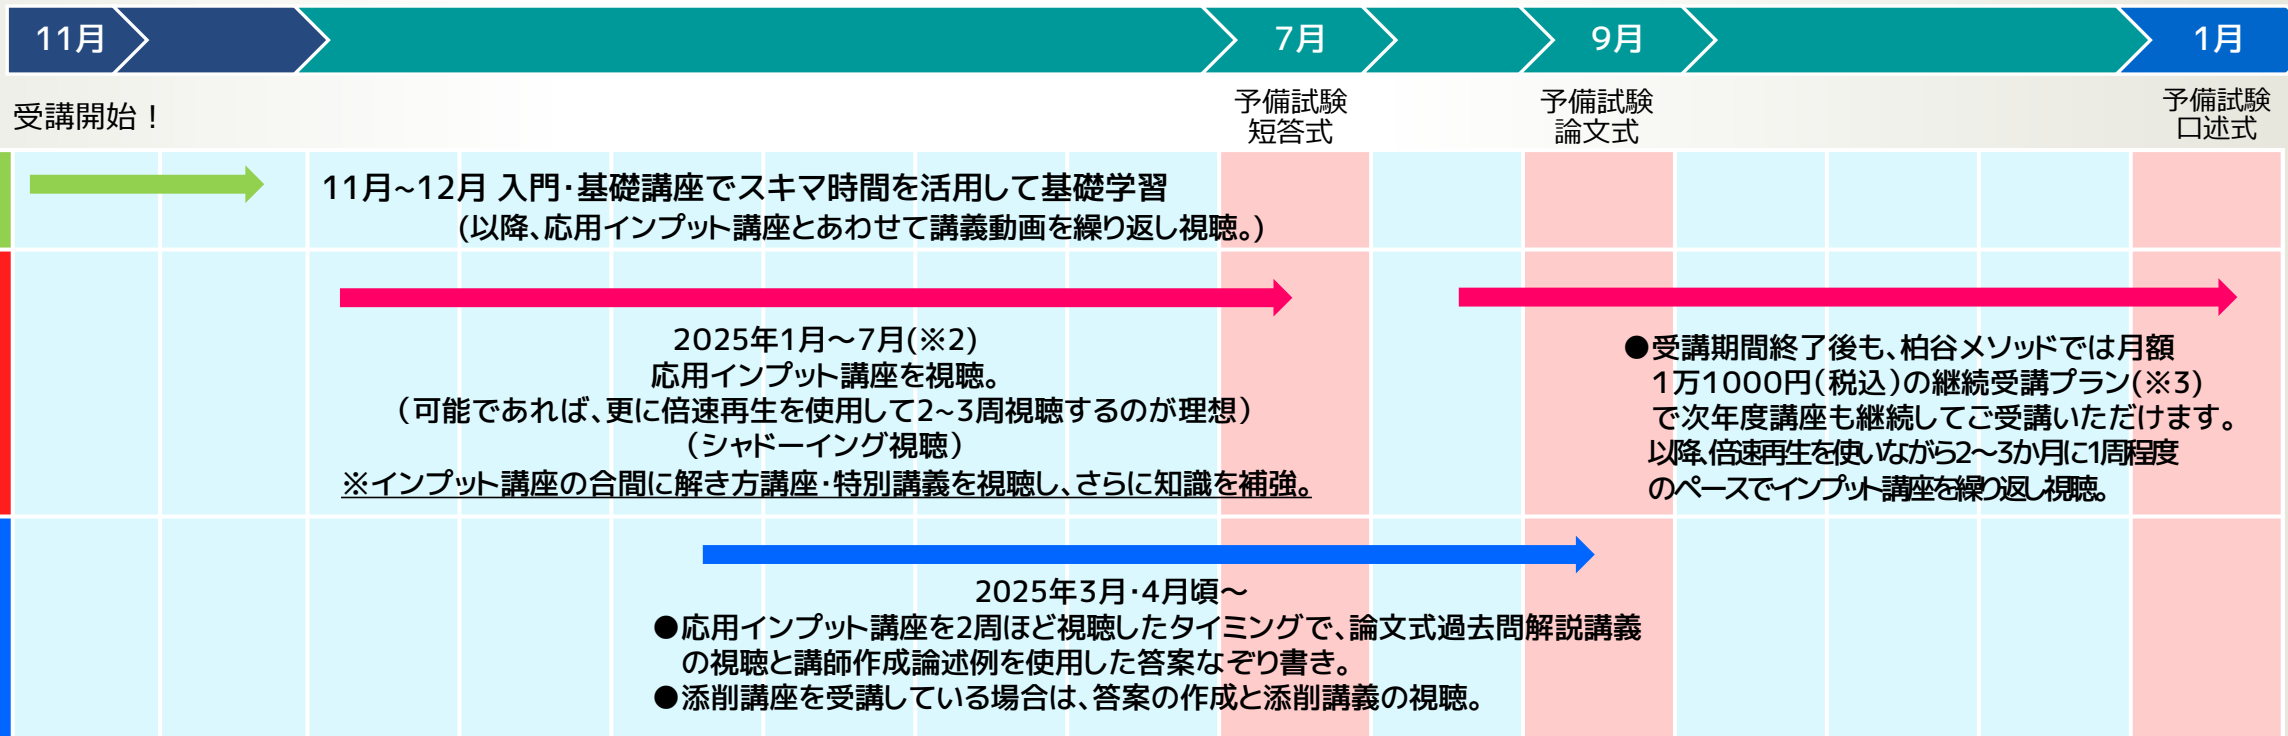 11月
7月
9月
1月
受講開始！
予備試験
短答式
予備試験
論文式
予備試験
口述式
11月~12月 入門・基礎講座でスキマ時間を活用して基礎学習
(以降、応用インプット講座とあわせて講義動画を繰り返し視聴。)
2025年1月～7月(※2)
応用インプット講座を視聴。
（可能であれば、更に倍速再生を使用して2~3周視聴するのが理想）
（シャドーイング視聴）
※インプット講座の合間に解き方講座・特別講義を視聴し、さらに知識を補強。
●受講期間終了後も、柏谷メソッドでは月額
1万1000円（税込）の継続受講プラン(※3)
で次年度講座も継続してご受講いただけます。
以降、倍速再生を使いながら2～3か月に1周程度
のペースでインプット講座を繰り返し視聴。
2025年3月・4月頃～
●応用インプット講座を2周ほど視聴したタイミングで、論文式過去問解説講義
の視聴と講師作成論述例を使用した答案なぞり書き。
●添削講座を受講している場合は、答案の作成と添削講義の視聴。